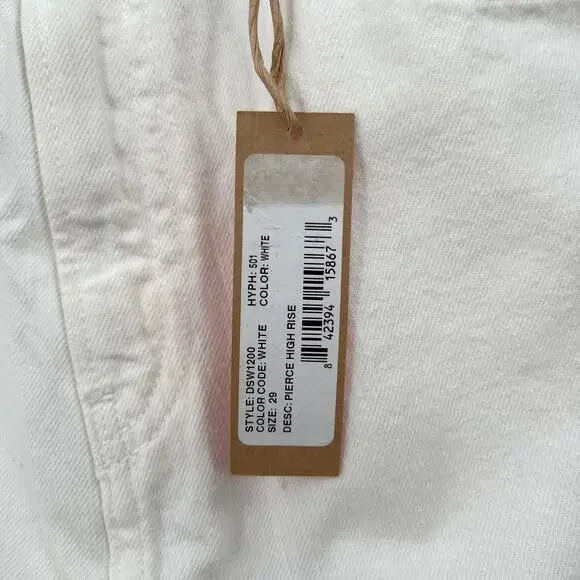 STYLE: DSW1200 HYPH: 501
COLOR CODE: WHITE COLOR: WHITE
SIZE: 29
DESC: PIERCE HIGH RISE
8 42394 15867 3